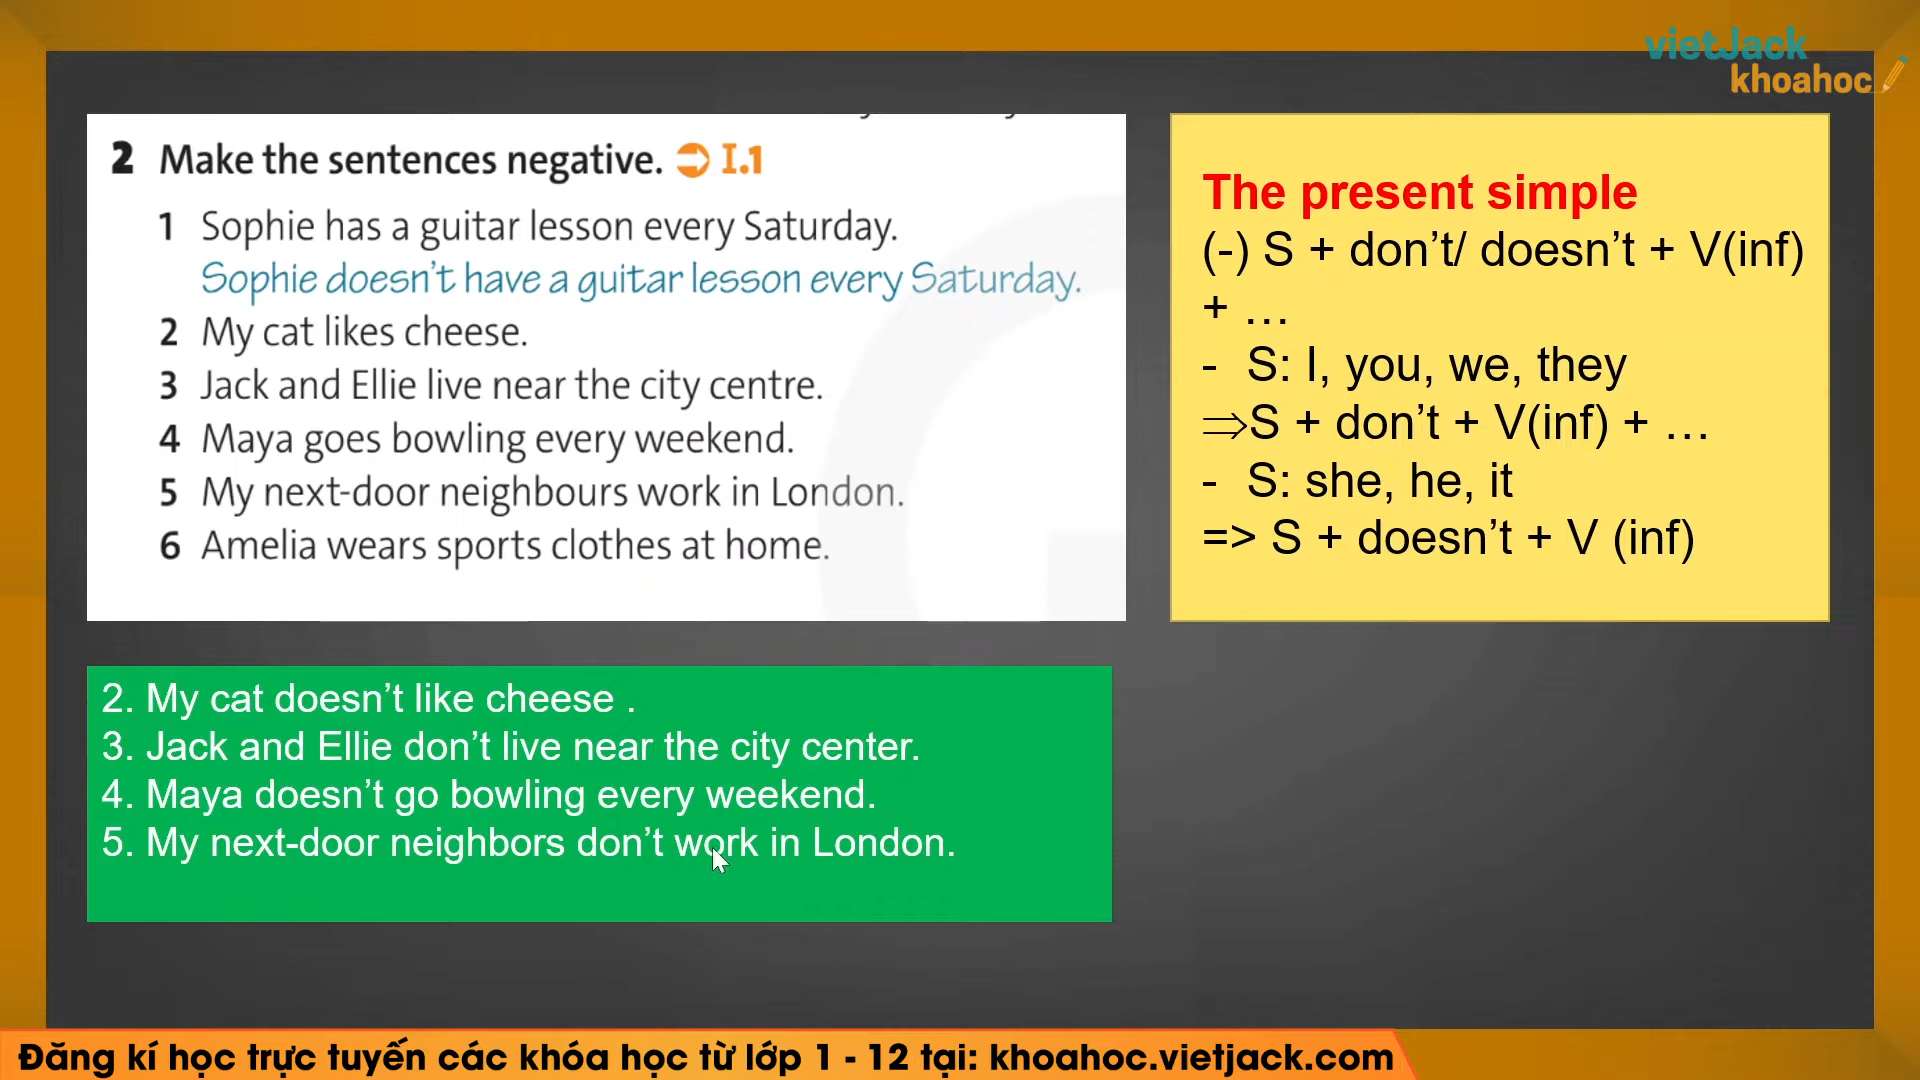 vietJack
khoahoc
2 Make the sentences negative. ➲ I.1
1 Sophie has a guitar lesson every Saturday.
Sophie doesn't have a guitar lesson every Saturday.
2 My cat likes cheese.
3 Jack and Ellie live near the city centre.
4 Maya goes bowling every weekend.
5 My next-door neighbours work in London.
6 Amelia wears sports clothes at home.
The present simple
(-) S + don’t/ doesn’t + V(inf)
+ …
- S: I, you, we, they
⇒S + don’t + V(inf) + …
- S: she, he, it
=> S + doesn’t + V (inf)
2. My cat doesn’t like cheese .
3. Jack and Ellie don’t live near the city center.
4. Maya doesn’t go bowling every weekend.
5. My next-door neighbors don’t work in London.
Đăng kí học trực tuyến các khóa học từ lớp 1 - 12 tại: khoahoc.vietjack.com